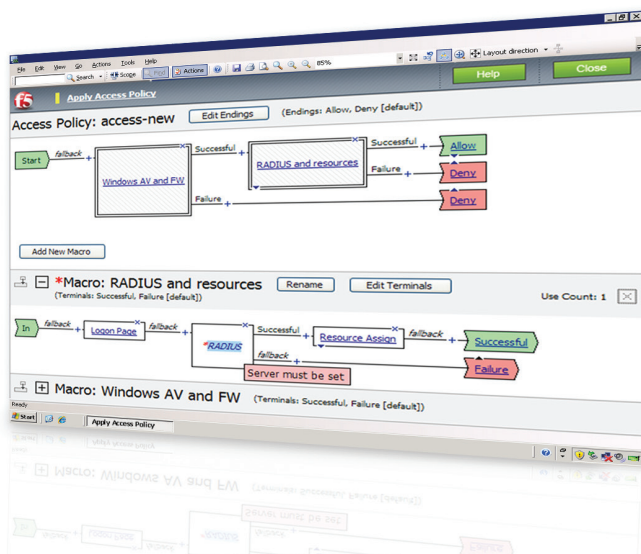 File Edit View Go Actions Tools Help
Search Scope Actions 85% Layout direction
f5 Apply Access Policy Help Close
Access Policy: access-new Edit Endings (Endings: Allow, Deny [default])
Start fallback + Windows AV and FW Successful + RADIUS and resources Successful + Allow
Failure + Deny
Failure + Deny
Add New Macro
*Macro: RADIUS and resources Rename Edit Terminals Use Count: 1
(Terminals: Successful, Failure [default])
In fallback + Logon Page fallback + *RADIUS Successful + Resource Assign fallback + Successful
fallback + Failure
Server must be set
Macro: Windows AV and FW (Terminals: Successful, Failure [default])
Ready
Start Apply Access Policy